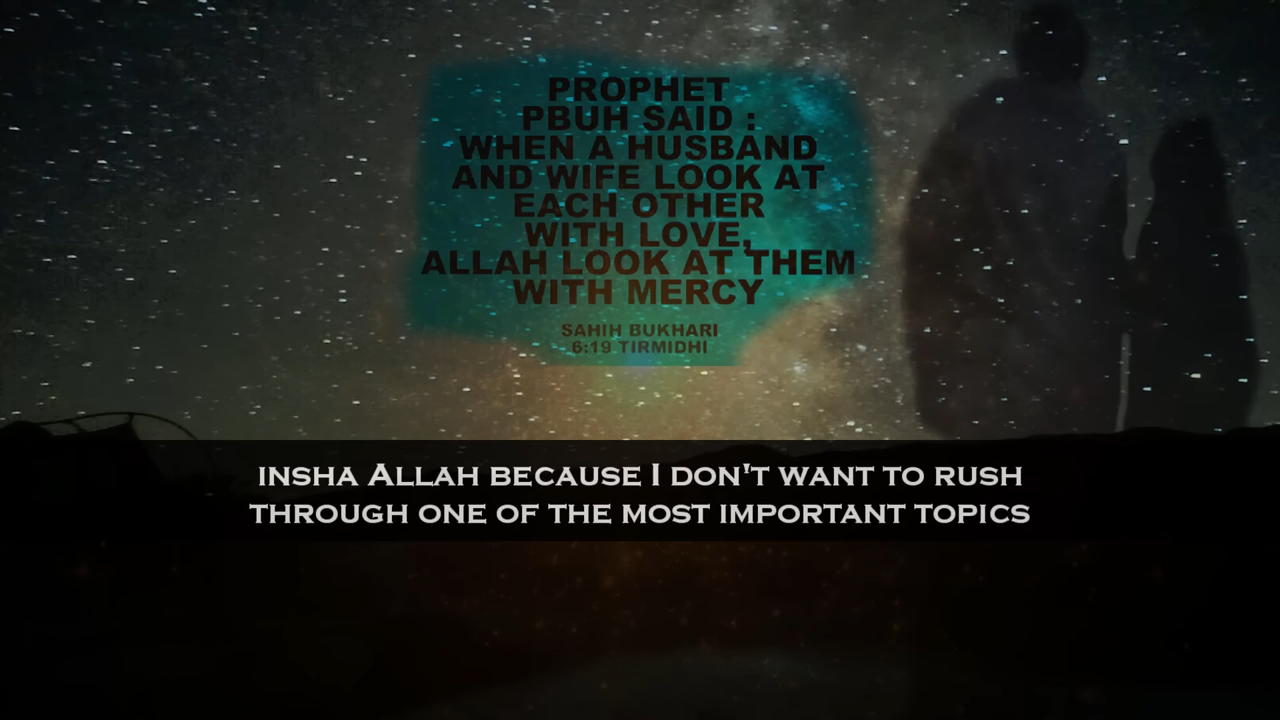 PROPHET
PBUH SAID :
WHEN A HUSBAND
AND WIFE LOOK AT
EACH OTHER
WITH LOVE,
ALLAH LOOK AT THEM
WITH MERCY
SAHIH BUKHARI
6:19 TIRMIDHI
INSHA ALLAH BECAUSE I DON'T WANT TO RUSH
THROUGH ONE OF THE MOST IMPORTANT TOPICS